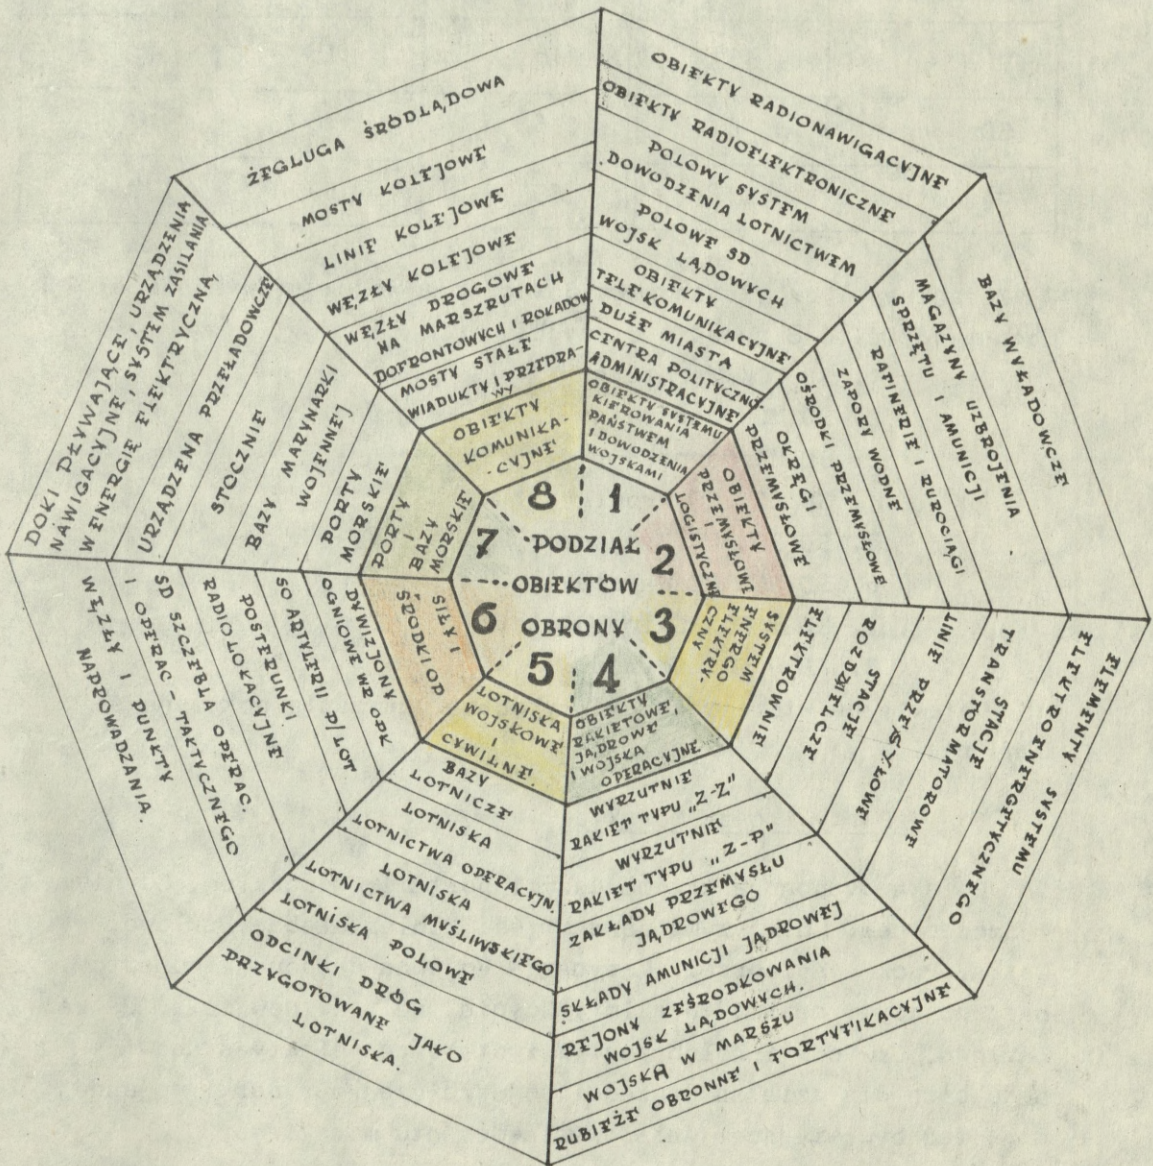 PODZIAŁ
OBIEKTÓW
OBRONY
1
OBIEKTY SYSTEMU
KIEROWANIA
PAŃSTWEM
I DOWODZENIA
WOJSKAMI
CENTRA POLITYCZNO-
ADMINISTRACYJNE
DUŻE MIASTA
OBIEKTY
TELEKOMUNIKACYJNE
POLOWE SD
WOJSK LĄDOWYCH
POLOWY SYSTEM
DOWODZENIA LOTNICTWEM
OBIEKTY RADIOELEKTRONICZNE
OBIEKTY RADIONAWIGACYJNE
2
OBIEKTY
PRZEMYSŁOWE
I
LOGISTYCZNE
OKRĘGI
PRZEMYSŁOWE
OŚRODKI PRZEMYSŁOWE
ZAPORY WODNE
RAFINERIE I RUROCIĄGI
MAGAZYNY UZBROJENIA
SPRZĘTU I AMUNICJI
BAZY WYŁADOWCZE
3
SYSTEM
ENERGO
ELEKTRY-
CZNY
ELEKTROWNIE
STACJE
ROZDZIELCZE
LINIE PRZESYŁOWE
STACJE
TRANSFORMATOROWE
ELEMENTY SYSTEMU
ELEKTROENERGETYCZNEGO
4
OBIEKTY
RAKIETOWE,
JĄDROWE
I WOJSKA
OPERACYJNE
WYRZUTNIE
RAKIET TYPU „Z-Z"
WYRZUTNIE
RAKIET TYPU „Z-P"
ZAKŁADY PRZEMYSŁU
JĄDROWEGO
SKŁADY AMUNICJI JĄDROWEJ
REJONY ZEŚRODKOWANIA
WOJSK LĄDOWYCH.
WOJSKA W MARSZU
RUBIEŻE OBRONNE I FORTYFIKACYJNE
5
LOTNISKA
WOJSKOWE
I
CYWILNE.
BAZY
LOTNICZE
LOTNISKA
LOTNICTWA OPERACYJN.
LOTNISKA
LOTNICTWA MYŚLIWSKIEGO
LOTNISKA POLOWE
ODCINKI DRÓG
PRZYGOTOWANE JAKO
LOTNISKA.
6
SIŁY I
ŚRODKI OP
DYWIZJONY
OGNIOWE WR OPK
SO ARTYLERII P/LOT
POSTERUNKI
RADIOLOKACYJNE
SD SZCZEBLA OPERAC.
I OPERAC-TAKTYCZNEGO
WĘZŁY I PUNKTY
NAPROWADZANIA.
7
PORTY
I
BAZY
MORSKIE
PORTY
MORSKIE
BAZY MARYNARKI
WOJENNEJ
STOCZNIE
URZĄDZENIA PRZEŁADOWCZE
DOKI PŁYWAJĄCE, URZĄDZENIA
NAWIGACYJNE, SYSTEM ZASILANIA
W ENERGIĘ ELEKTRYCZNĄ,
8
OBIEKTY
KOMUNIKA-
-CYJNE
MOSTY STAŁE
WIADUKTY I PRZEPRA-
WY
WĘZŁY DROGOWE
NA MARSZRUTACH
DOFRONTOWYCH I ROKADOW
WĘZŁY KOLEJOWE
LINIE KOLEJOWE
MOSTY KOLEJOWE
ŻEGLUGA ŚRÓDLĄDOWA